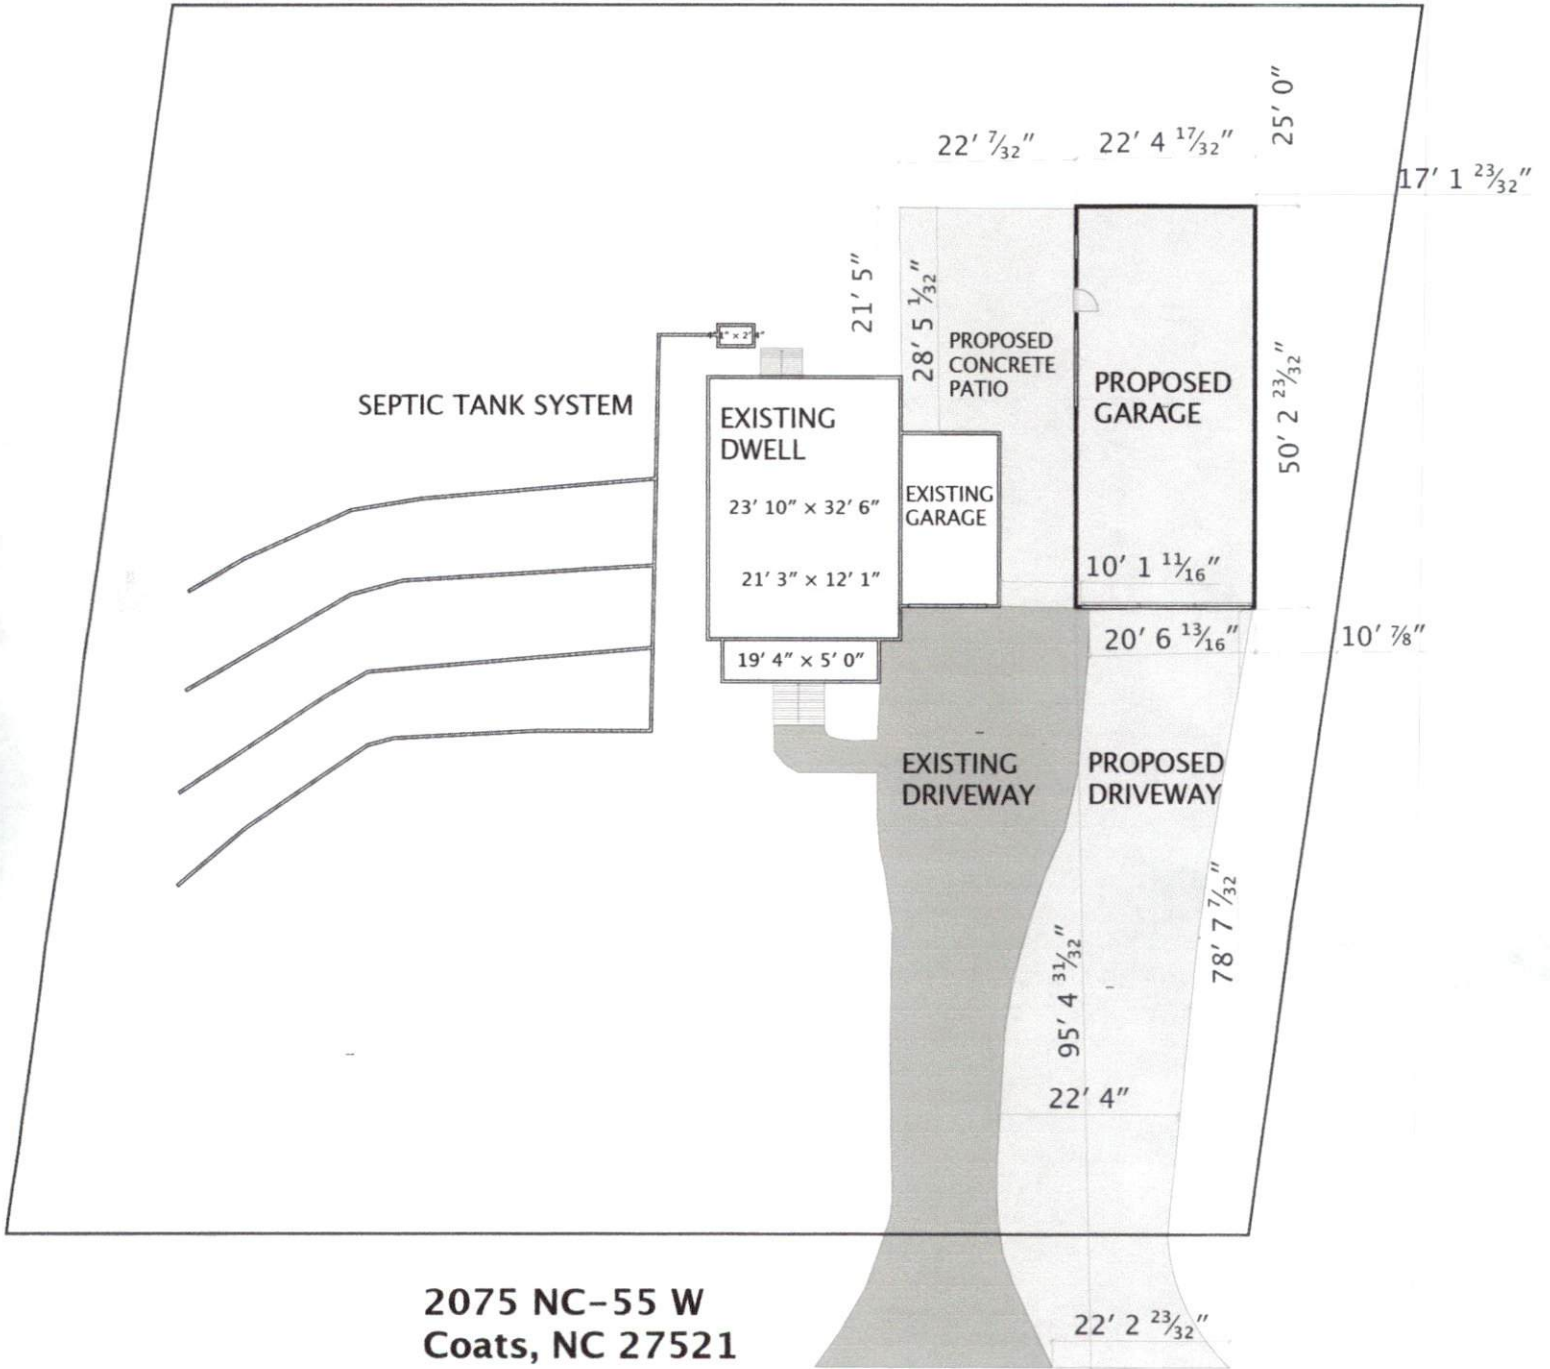 25' 0"
22' 7/32"
22' 4 17/32"
17' 1 23/32"
21' 5"
28' 5 1/32"
PROPOSED
CONCRETE
PATIO
PROPOSED
GARAGE
50' 2 23/32"
SEPTIC TANK SYSTEM
EXISTING
DWELL
23' 10" × 32' 6"
21' 3" × 12' 1"
EXISTING
GARAGE
10' 1 11/16"
19' 4" × 5' 0"
20' 6 13/16"
10' 7/8"
EXISTING
DRIVEWAY
PROPOSED
DRIVEWAY
78' 7 7/32"
95' 4 31/32"
22' 4"
22' 2 23/32"
2075 NC-55 W
Coats, NC 27521